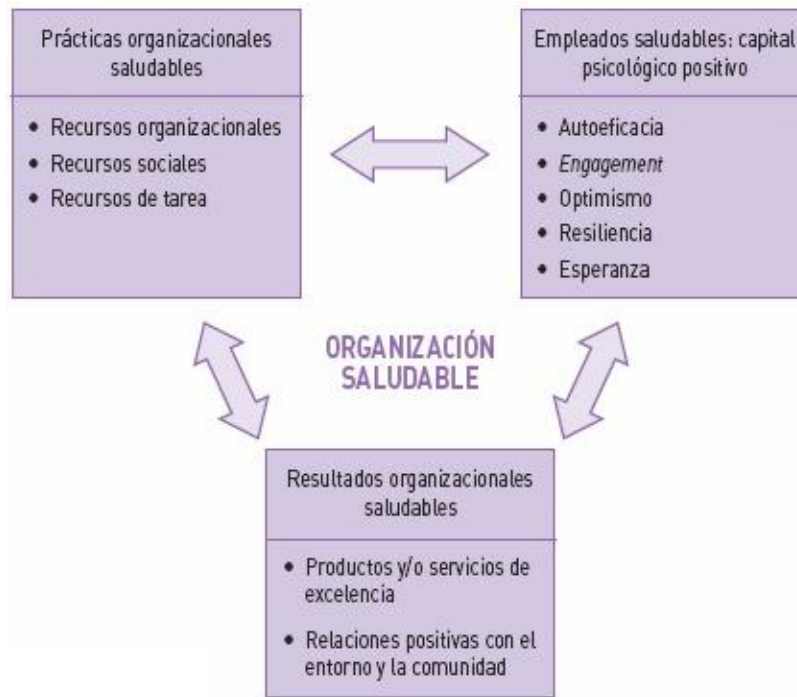 Prácticas organizacionales
saludables
• Recursos organizacionales
• Recursos sociales
• Recursos de tarea
Empleados saludables: capital
psicológico positivo
• Autoeficacia
• Engagement
• Optimismo
• Resiliencia
• Esperanza
ORGANIZACIÓN
SALUDABLE
Resultados organizacionales
saludables
• Productos y/o servicios de
excelencia
• Relaciones positivas con el
entorno y la comunidad